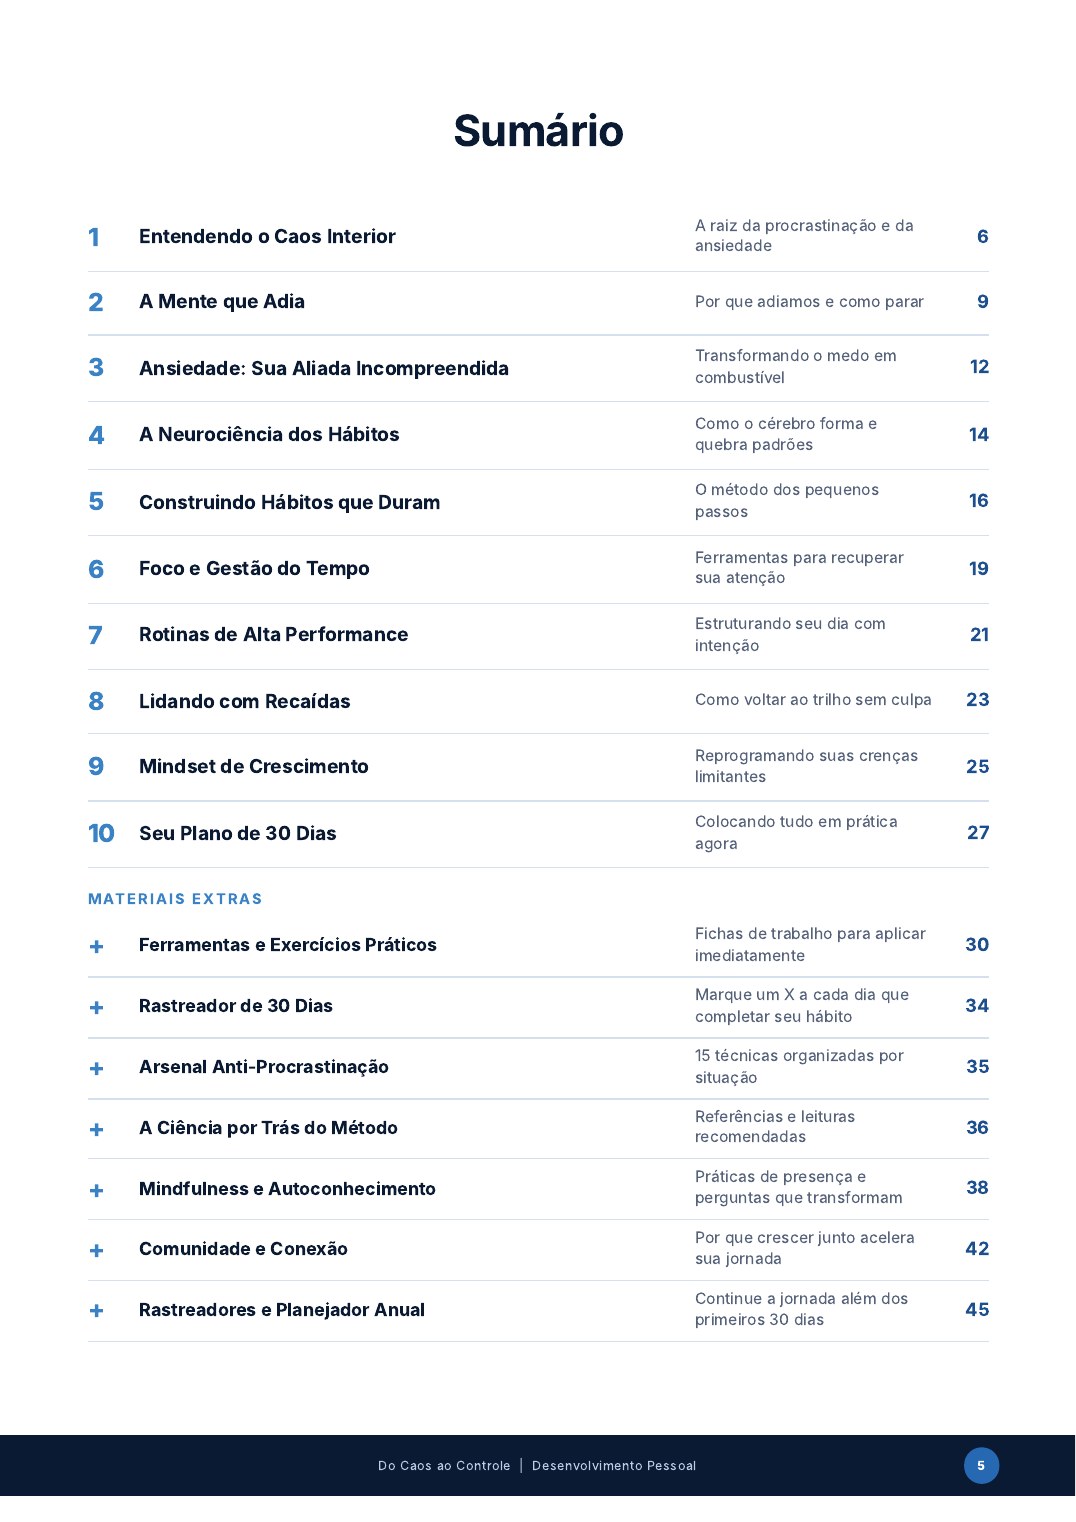 Sumário
1 Entendendo o Caos Interior A raiz da procrastinação e da
ansiedade 6
2 A Mente que Adia Por que adiamos e como parar 9
3 Ansiedade: Sua Aliada Incompreendida Transformando o medo em
combustível 12
4 A Neurociência dos Hábitos Como o cérebro forma e
quebra padrões 14
5 Construindo Hábitos que Duram O método dos pequenos
passos 16
6 Foco e Gestão do Tempo Ferramentas para recuperar
sua atenção 19
7 Rotinas de Alta Performance Estruturando seu dia com
intenção 21
8 Lidando com Recaídas Como voltar ao trilho sem culpa 23
9 Mindset de Crescimento Reprogramando suas crenças
limitantes 25
10 Seu Plano de 30 Dias Colocando tudo em prática
agora 27
MATERIAIS EXTRAS
+ Ferramentas e Exercícios Práticos Fichas de trabalho para aplicar
imediatamente 30
+ Rastreador de 30 Dias Marque um X a cada dia que
completar seu hábito 34
+ Arsenal Anti-Procrastinação 15 técnicas organizadas por
situação 35
+ A Ciência por Trás do Método Referências e leituras
recomendadas 36
+ Mindfulness e Autoconhecimento Práticas de presença e
perguntas que transformam 38
+ Comunidade e Conexão Por que crescer junto acelera
sua jornada 42
+ Rastreadores e Planejador Anual Continue a jornada além dos
primeiros 30 dias 45
Do Caos ao Controle | Desenvolvimento Pessoal 5